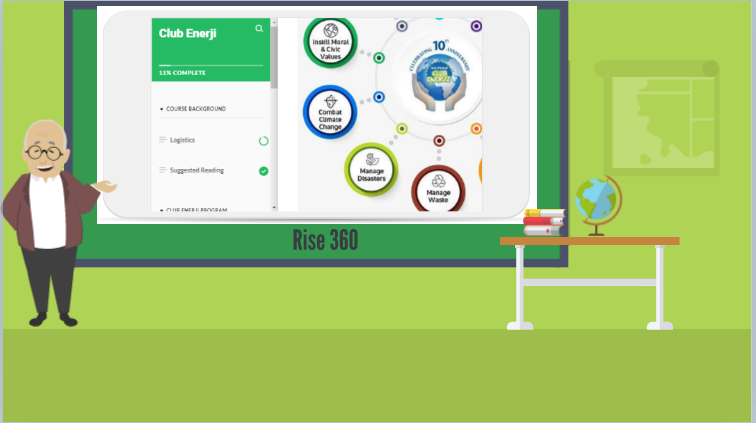 Club Enerji
11% COMPLETE
COURSE BACKGROUND
Logistics
Suggested Reading
CLUB ENERJI PROGRAM
Instill Moral
& Civic
Values
Combat
Climate
Change
Manage
Disasters
Manage
Waste
CELEBRATING 10th ANNIVERSARY
CLUB
ENERJI
Rise 360